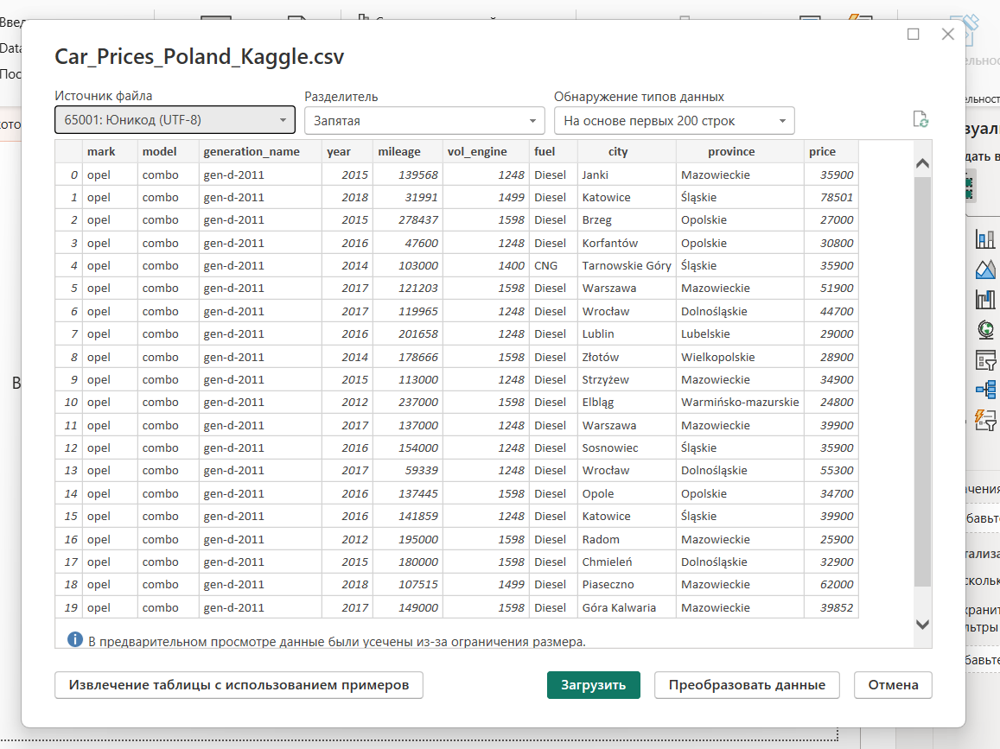 Car_Prices_Poland_Kaggle.csv
Источник файла Разделитель Обнаружение типов данных
65001: Юникод (UTF-8) Запятая На основе первых 200 строк
mark model generation_name year mileage vol_engine fuel city province price
0 opel combo gen-d-2011 2015 139568 1248 Diesel Janki Mazowieckie 35900
1 opel combo gen-d-2011 2018 31991 1499 Diesel Katowice Śląskie 78501
2 opel combo gen-d-2011 2015 278437 1598 Diesel Brzeg Opolskie 27000
3 opel combo gen-d-2011 2016 47600 1248 Diesel Korfantów Opolskie 30800
4 opel combo gen-d-2011 2014 103000 1400 CNG Tarnowskie Góry Śląskie 35900
5 opel combo gen-d-2011 2017 121203 1598 Diesel Warszawa Mazowieckie 51900
6 opel combo gen-d-2011 2017 119965 1248 Diesel Wrocław Dolnośląskie 44700
7 opel combo gen-d-2011 2016 201658 1248 Diesel Lublin Lubelskie 29000
8 opel combo gen-d-2011 2014 178666 1598 Diesel Złotów Wielkopolskie 28900
9 opel combo gen-d-2011 2015 113000 1248 Diesel Strzyżew Mazowieckie 34900
10 opel combo gen-d-2011 2012 237000 1598 Diesel Elbląg Warmińsko-mazurskie 24800
11 opel combo gen-d-2011 2017 137000 1248 Diesel Warszawa Mazowieckie 39900
12 opel combo gen-d-2011 2016 154000 1248 Diesel Sosnowiec Śląskie 35900
13 opel combo gen-d-2011 2017 59339 1248 Diesel Wrocław Dolnośląskie 55300
14 opel combo gen-d-2011 2016 137445 1598 Diesel Opole Opolskie 34700
15 opel combo gen-d-2011 2016 141859 1248 Diesel Katowice Śląskie 39900
16 opel combo gen-d-2011 2012 195000 1598 Diesel Radom Mazowieckie 25900
17 opel combo gen-d-2011 2015 180000 1598 Diesel Chmieleń Dolnośląskie 32900
18 opel combo gen-d-2011 2018 107515 1499 Diesel Piaseczno Mazowieckie 62000
19 opel combo gen-d-2011 2017 149000 1598 Diesel Góra Kalwaria Mazowieckie 39852
В предварительном просмотре данные были усечены из-за ограничения размера.
Извлечение таблицы с использованием примеров Загрузить Преобразовать данные Отмена